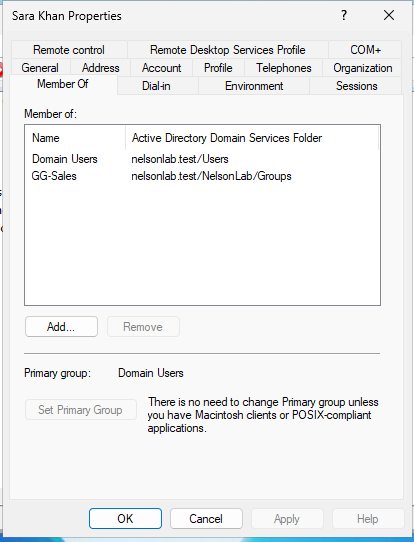 Sara Khan Properties
?
Remote control Remote Desktop Services Profile COM+
General Address Account Profile Telephones Organization
Member Of Dial-in Environment Sessions
Member of:
Name Active Directory Domain Services Folder
Domain Users nelsonlab.test/Users
GG-Sales nelsonlab.test/NelsonLab/Groups
Add... Remove
Primary group: Domain Users
Set Primary Group
There is no need to change Primary group unless
you have Macintosh clients or POSIX-compliant
applications.
OK Cancel Apply Help